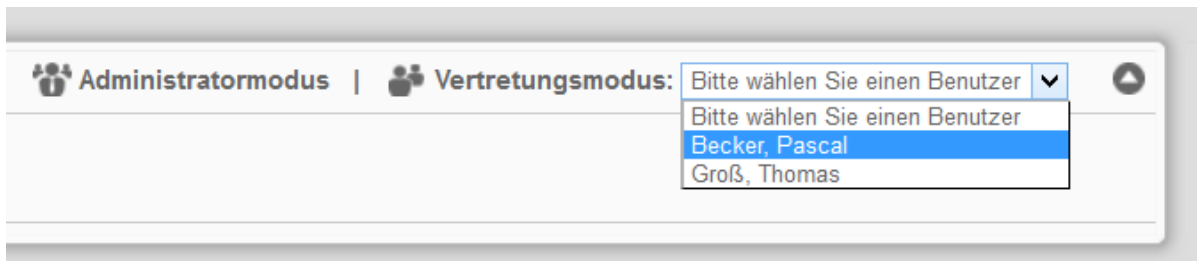 Administratormodus | Vertretungsmodus: Bitte wählen Sie einen Benutzer
Bitte wählen Sie einen Benutzer
Becker, Pascal
Groß, Thomas